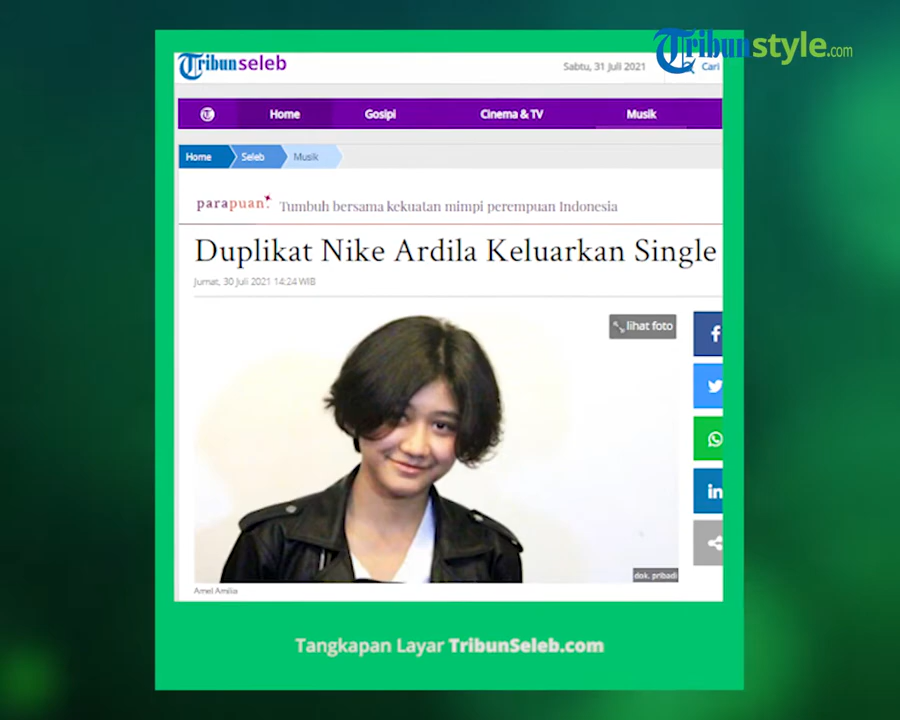 Tribunstyle.com
Tribunseleb
Sabtu, 31 Juli 2021
Cari
Home Gosipi Cinema & TV Musik
Home Seleb Musik
parapuan. Tumbuh bersama kekuatan mimpi perempuan Indonesia
Duplikat Nike Ardila Keluarkan Single
Jumat, 30 Juli 2021 14:24 WIB
lihat foto
f
in
dok. pribadi
Amel Amilia
Tangkapan Layar TribunSeleb.com